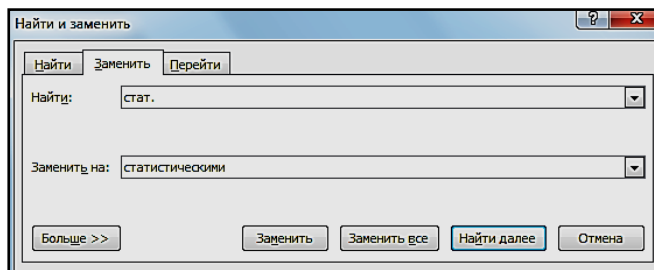 Найти и заменить
Найти Заменить Перейти
Найти: стат.
Заменить на: статистическими
Больше >> Заменить Заменить все Найти далее Отмена